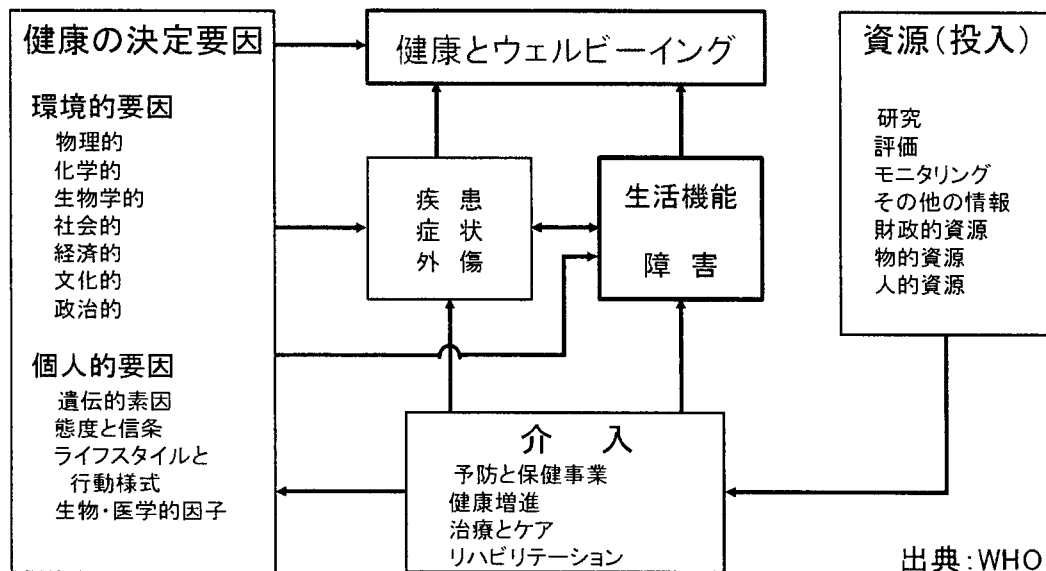 健康の決定要因
環境的要因
物理的
化学的
生物学的
社会的
経済的
文化的
政治的
個人的要因
遺伝的素因
態度と信条
ライフスタイルと
行動様式
生物・医学的因子
健康とウェルビーイング
疾 患
症 状
外 傷
生活機能
障 害
介 入
予防と保健事業
健康増進
治療とケア
リハビリテーション
資源(投入)
研究
評価
モニタリング
その他の情報
財政的資源
物的資源
人的資源
出典:WHO